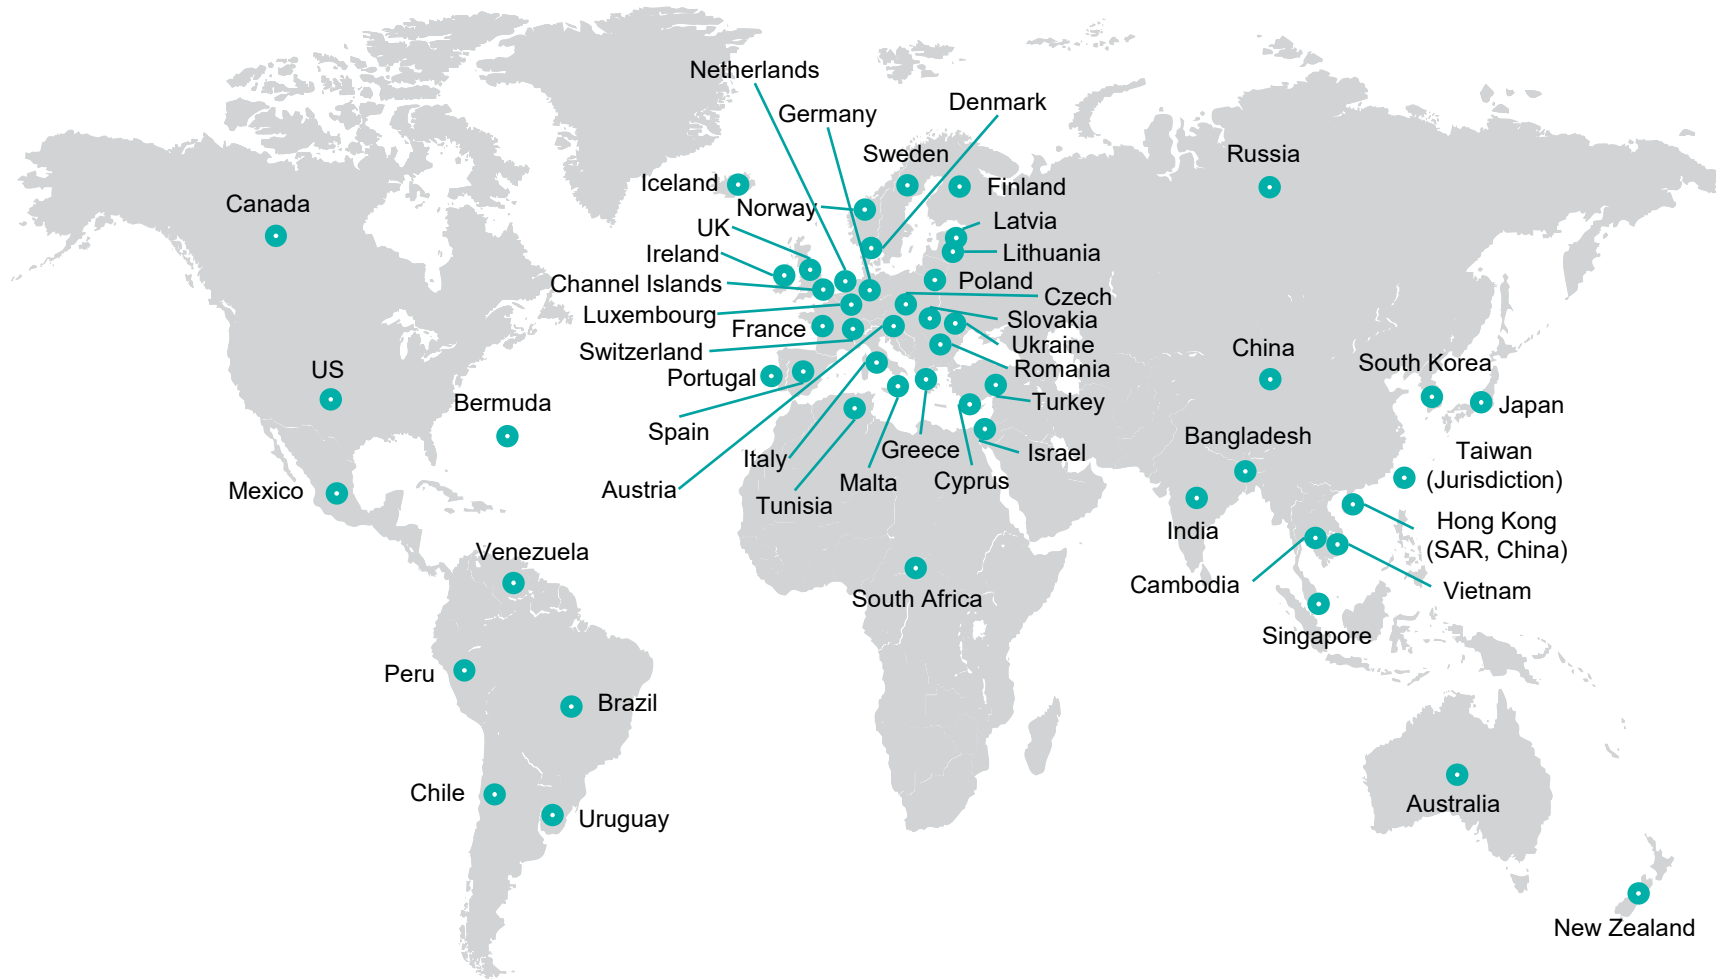 Netherlands
Germany
Denmark
Sweden
Russia
Iceland
Finland
Canada
Norway
Latvia
UK
Ireland
Lithuania
Channel Islands
Poland
Czech
Luxembourg
Slovakia
France
Ukraine
Switzerland
China
South Korea
US
Romania
Portugal
Turkey
Bermuda
Japan
Spain
Bangladesh
Greece
Israel
Taiwan
(Jurisdiction)
Italy
Malta
Cyprus
Austria
Mexico
Tunisia
India
Hong Kong
(SAR, China)
Venezuela
Cambodia
Vietnam
South Africa
Singapore
Peru
Brazil
Chile
Australia
Uruguay
New Zealand